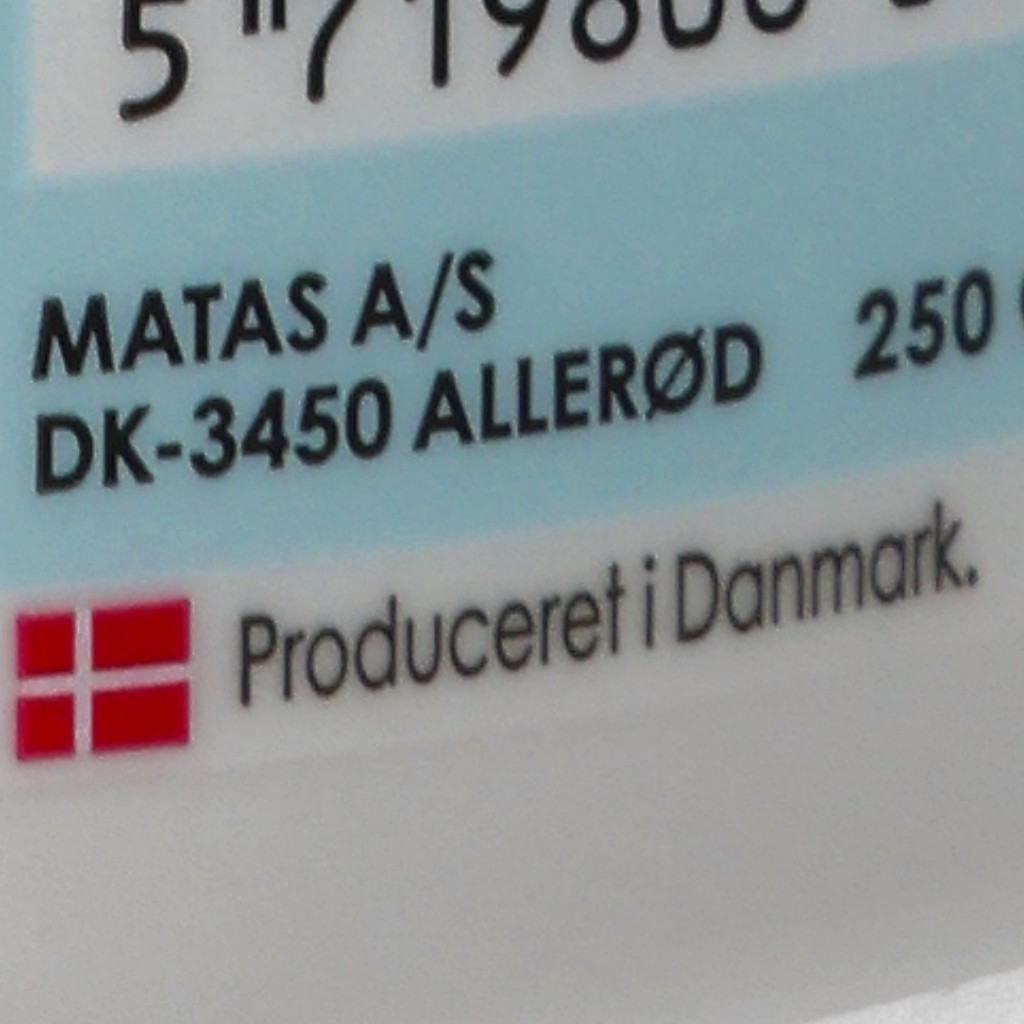 MATAS A/S
DK-3450 ALLERØD 250
Produceret i Danmark.